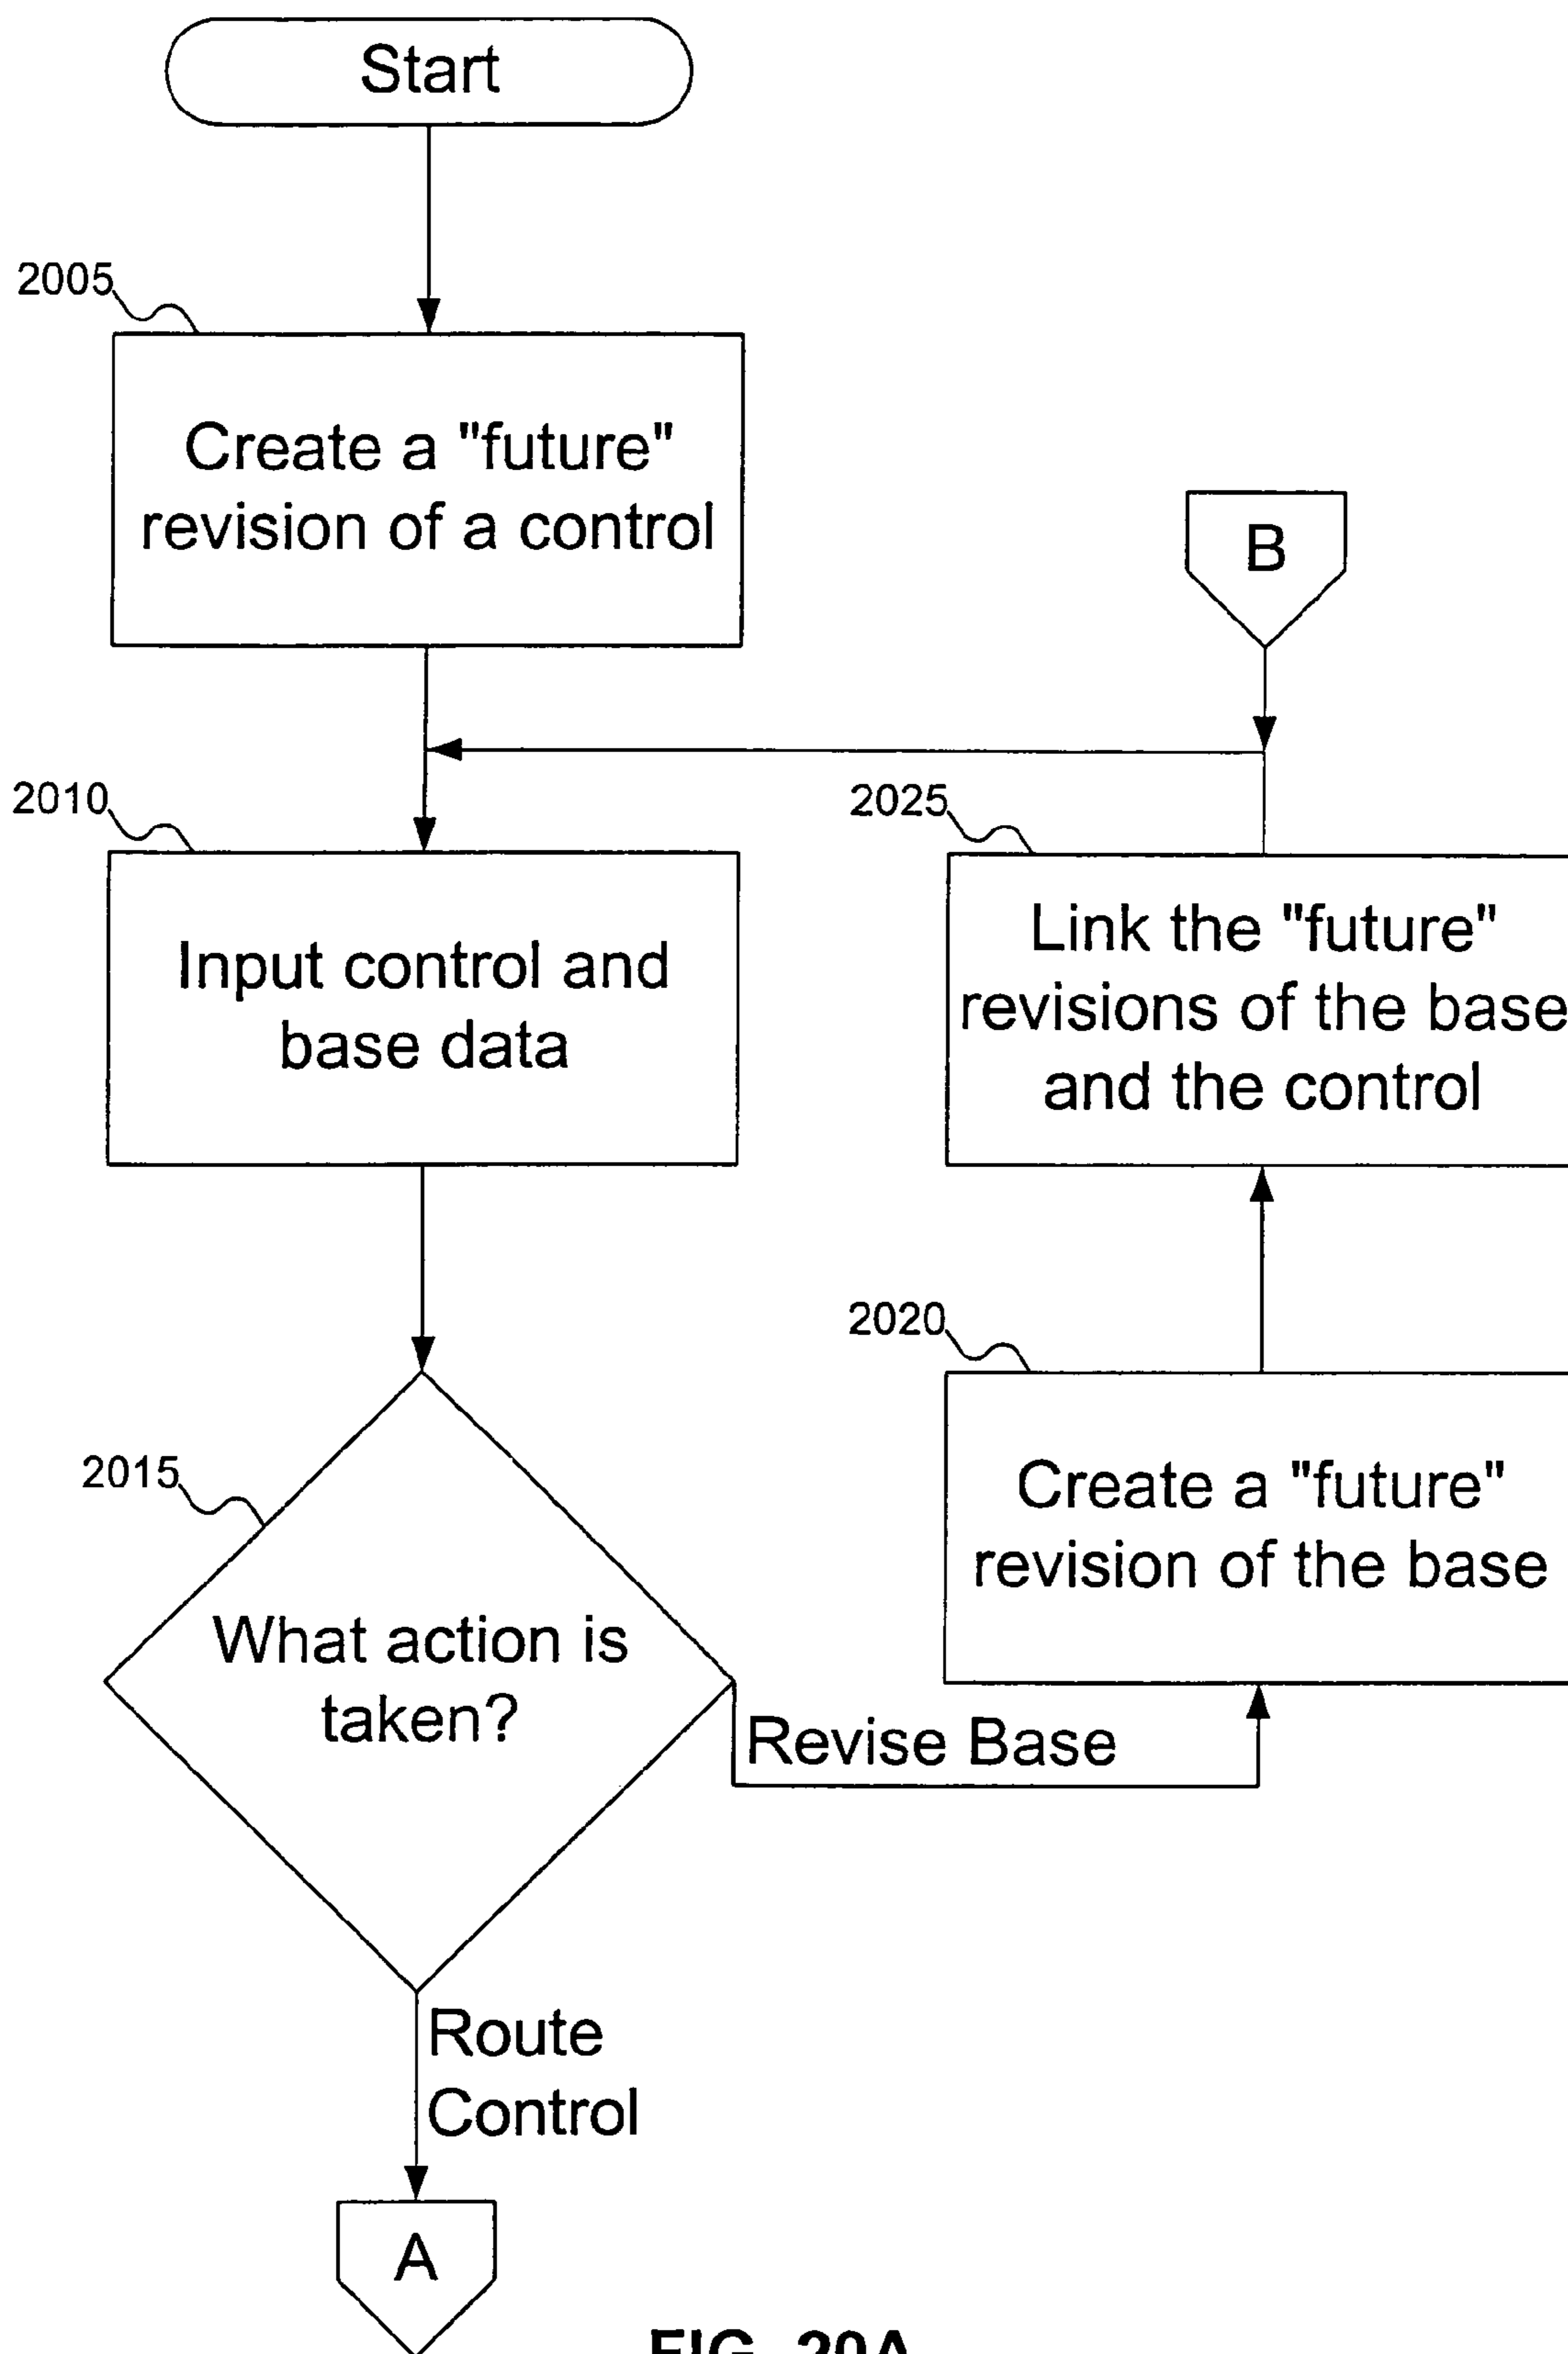 Start
2005
Create a "future"
revision of a control
B
2010
Input control and
base data
2025
Link the "future"
revisions of the base
and the control
2020
Create a "future"
revision of the base
2015
What action is
taken?
Revise Base
Route
Control
A
FIG. 20A